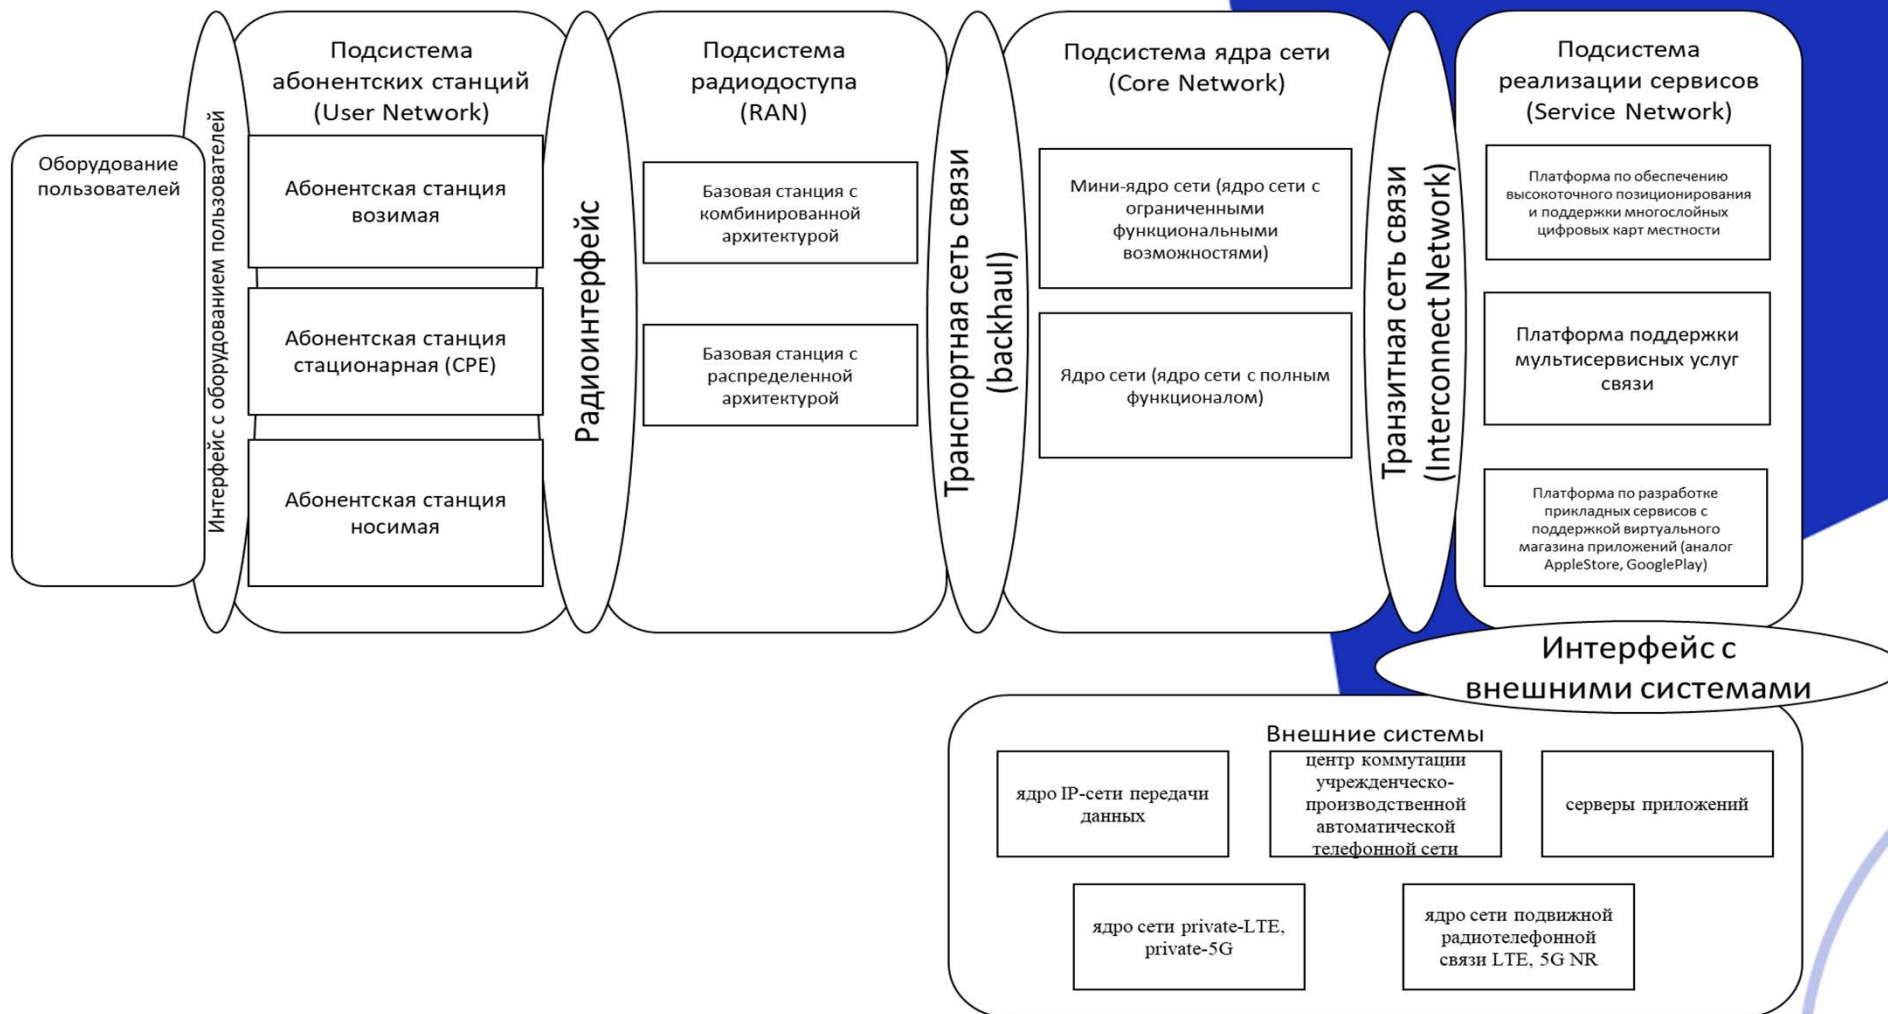 Оборудование
пользователей
Интерфейс с оборудованием пользователей
Подсистема
абонентских станций
(User Network)
Абонентская станция
возимая
Абонентская станция
стационарная (CPE)
Абонентская станция
носимая
Радиоинтерфейс
Подсистема
радиодоступа
(RAN)
Базовая станция с
комбинированной
архитектурой
Базовая станция с
распределенной
архитектурой
Транспортная сеть связи
(backhaul)
Подсистема ядра сети
(Core Network)
Мини-ядро сети (ядро сети с
ограниченными
функциональными
возможностями)
Ядро сети (ядро сети с полным
функционалом)
Транзитная сеть связи
(Interconnect Network)
Подсистема
реализации сервисов
(Service Network)
Платформа по обеспечению
высокоточного позиционирования
и поддержки многослойных
цифровых карт местности
Платформа поддержки
мультисервисных услуг
связи
Платформа по разработке
прикладных сервисов с
поддержкой виртуального
магазина приложений (аналог
AppleStore, GooglePlay)
Интерфейс с
внешними системами
Внешние системы
ядро IP-сети передачи
данных
центр коммутации
учрежденческо-
производственной
автоматической
телефонной сети
серверы приложений
ядро сети private-LTE,
private-5G
ядро сети подвижной
радиотелефонной
связи LTE, 5G NR